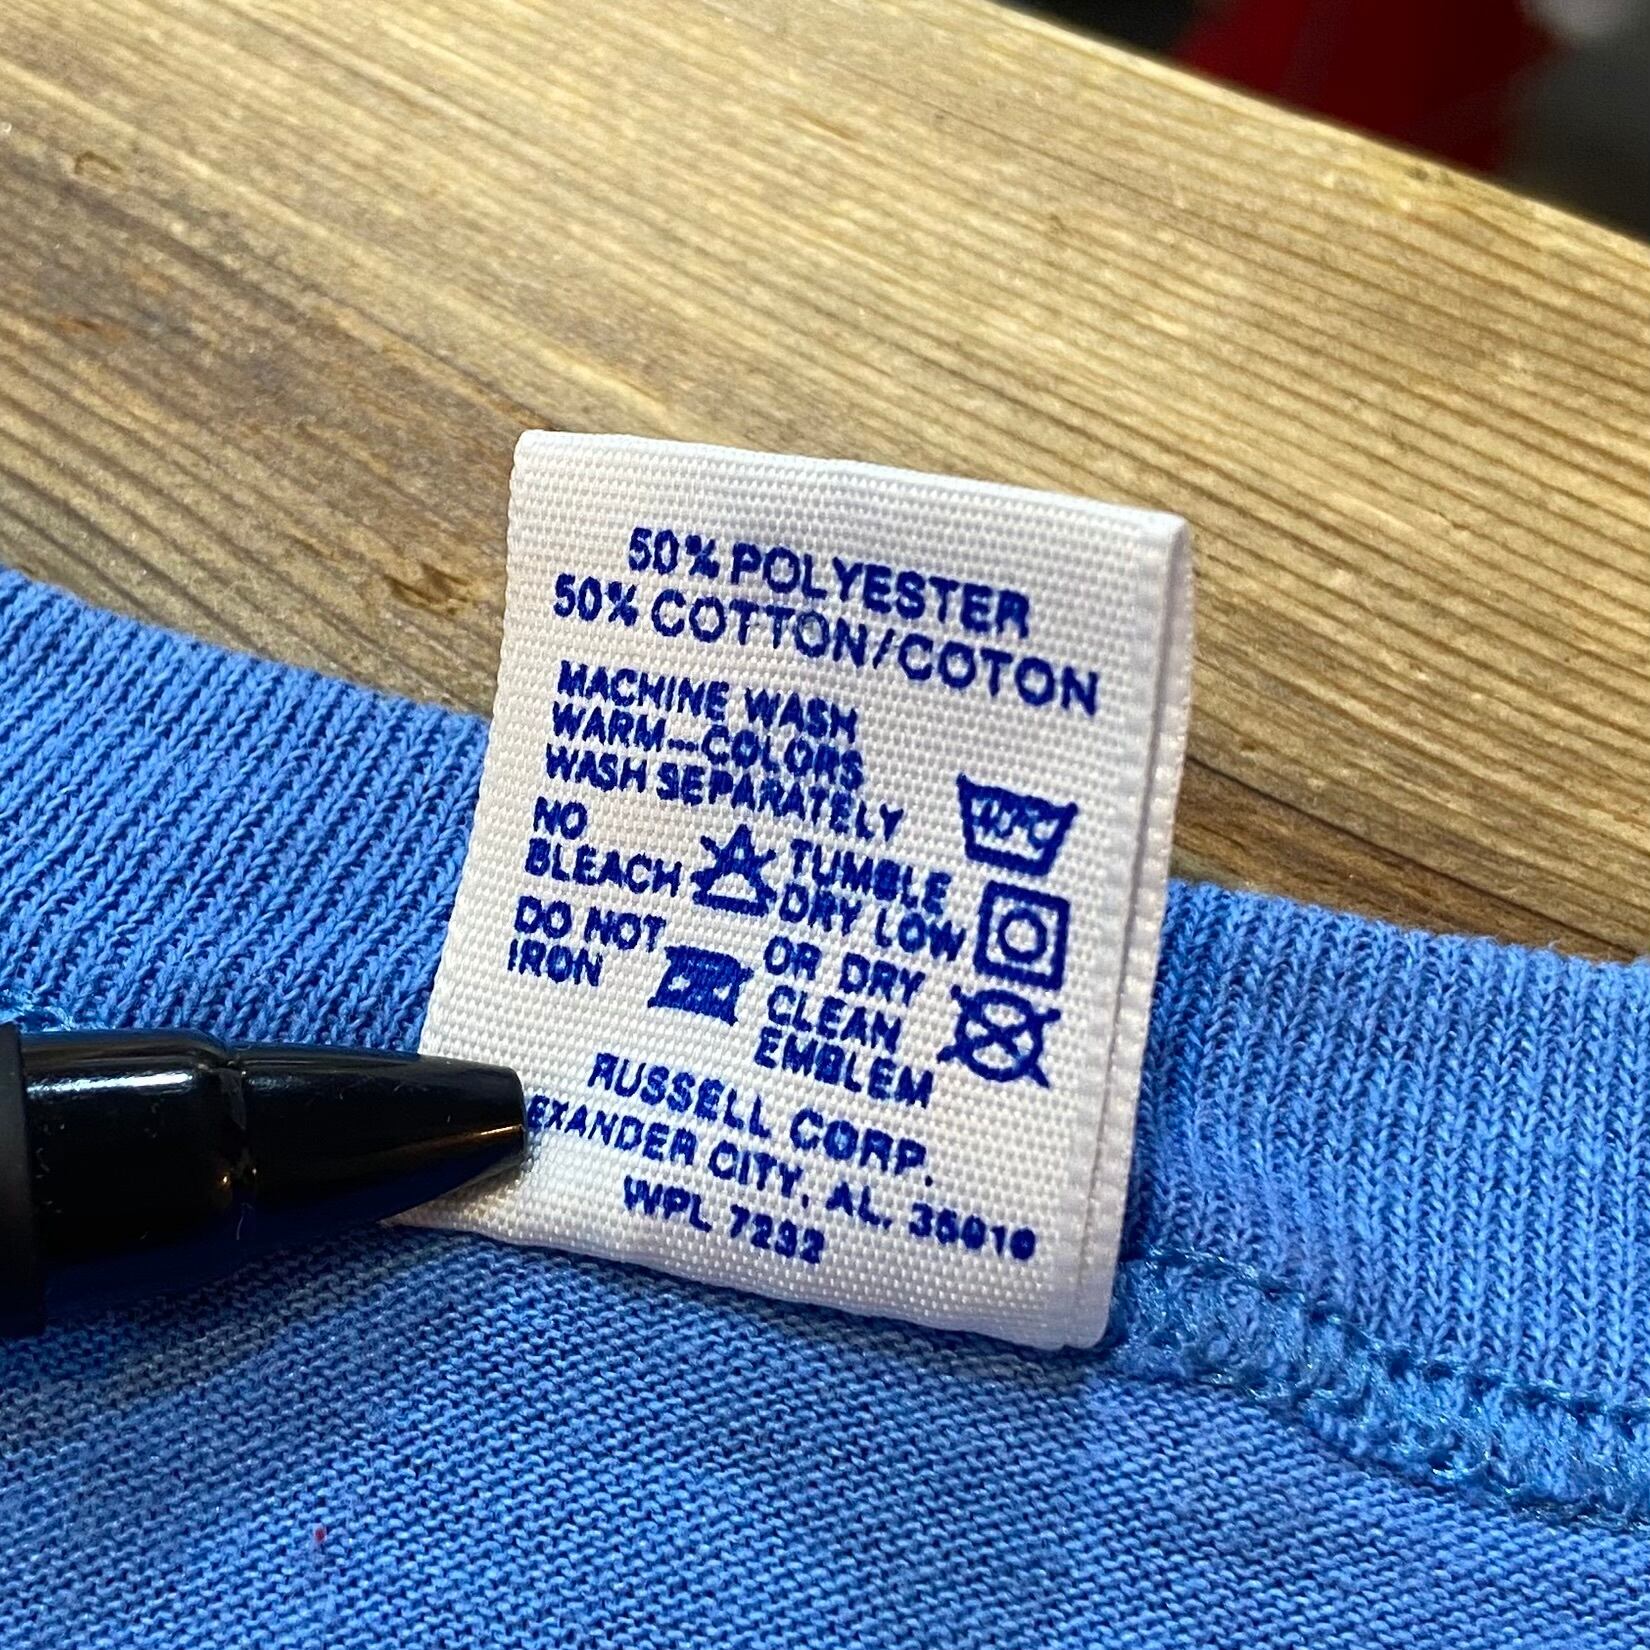 50% POLYESTER
50% COTTON/COTON
MACHINE WASH
WARM—COLORS
WASH SEPARATELY
40°C
NO
BLEACH
TUMBLE
DRY LOW
DO NOT
IRON
OR DRY
CLEAN
EMBLEM
RUSSELL CORP.
EXANDER CITY, AL. 35010
WPL 7232